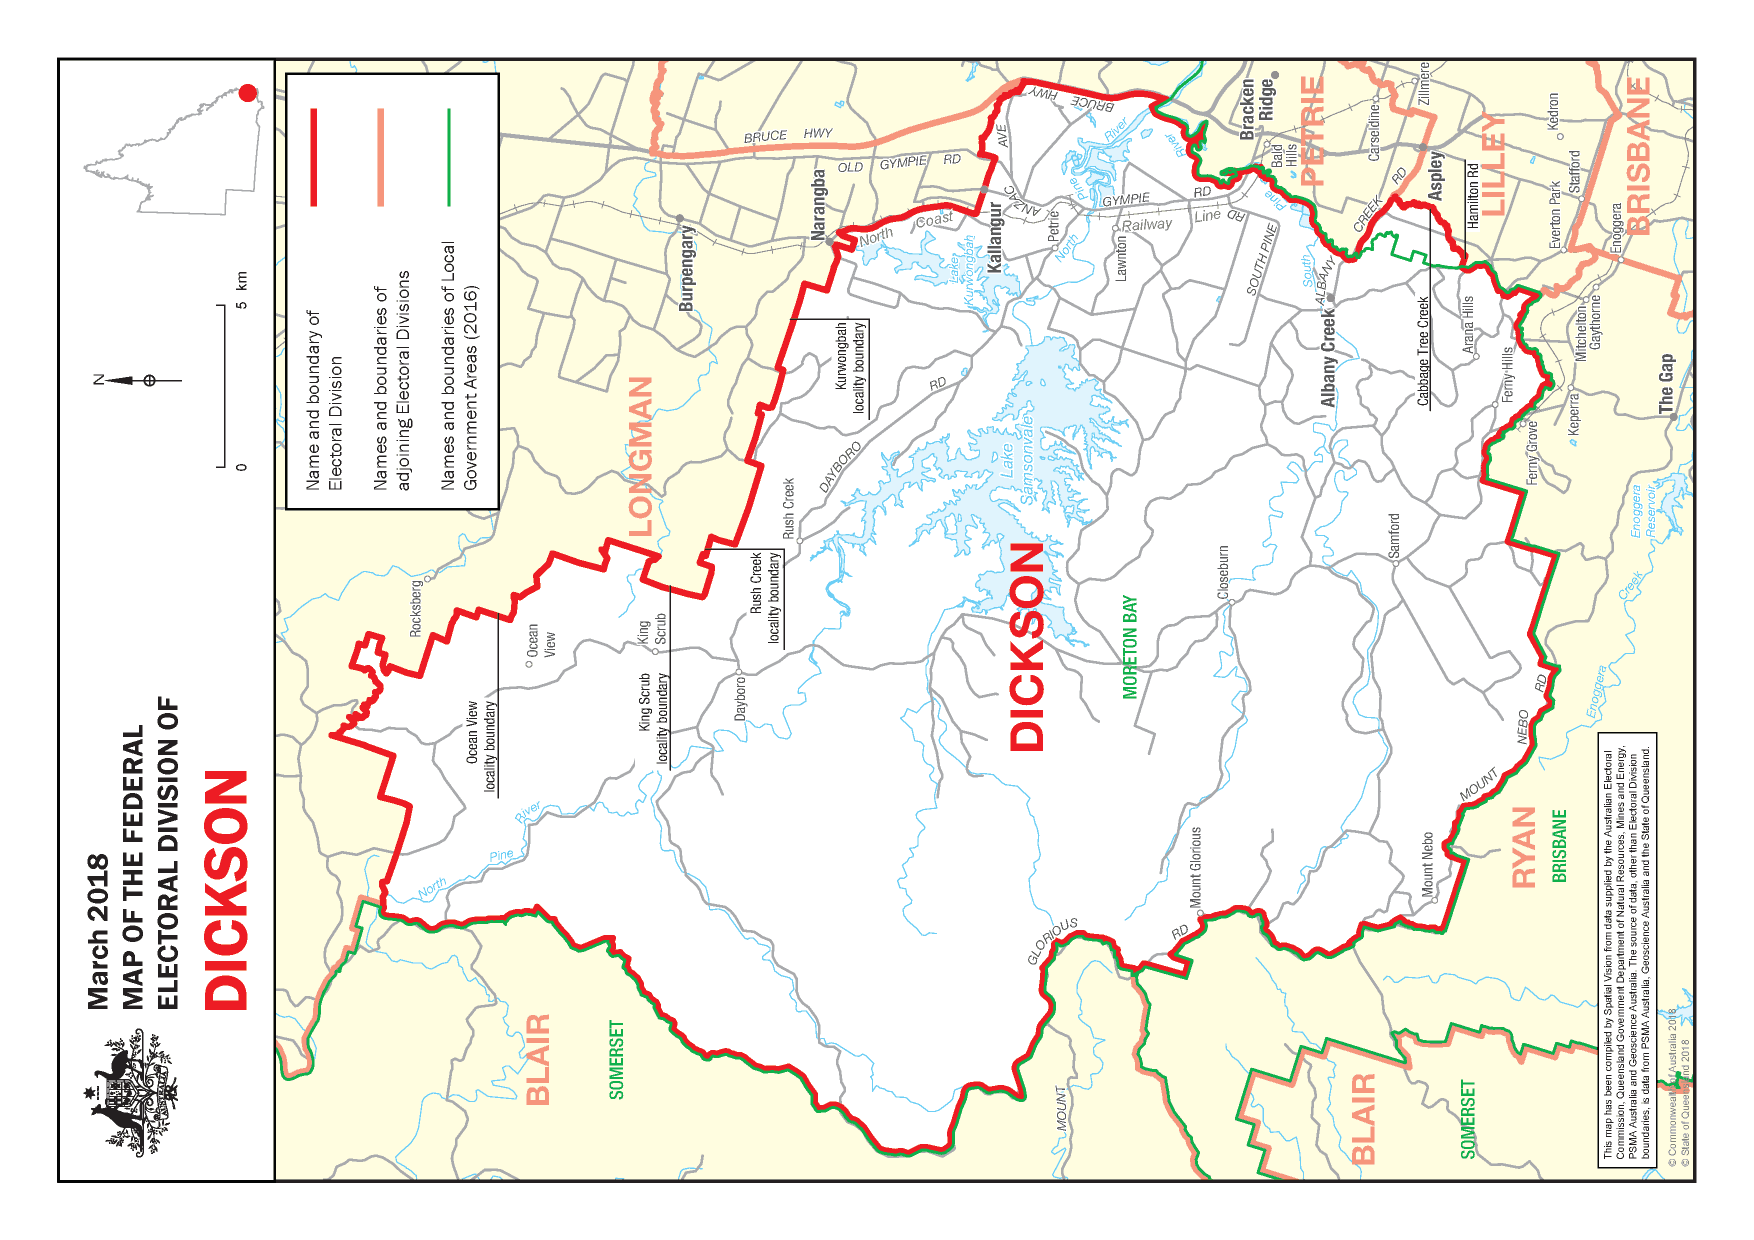 March 2018
MAP OF THE FEDERAL
ELECTORAL DIVISION OF
DICKSON
N
0
5 km
Name and boundary of
Electoral Division
Names and boundaries of
adjoining Electoral Divisions
Names and boundaries of Local
Government Areas (2016)
Rocksberg
LONGMAN
Burpengary
BRUCE HWY
OLD GYMPIE RD
Narangba
North Coast
Railway Line
Ocean View
locality boundary
Ocean
View
King
Scrub
King Scrub
locality boundary
Rush Creek
locality boundary
Rush Creek
Kurwongbah
locality boundary
DAYBORO
RD
Dayboro
North
Pine
River
Lake
Kurwongbah
Kallangur
ANZAC
AVE
BRUCE
HWY
Petrie
North
Pine
River
GYMPIE
RD
Lawnton
SOUTH PINE
RD
South
Pine
River
Lake
Samsonvale
DICKSON
MORETON BAY
Closeburn
Samford
ALBANY
CREEK
RD
Albany Creek
Bracken
Ridge
Bald
Hills
PETRIE
Carseldine
Zillmere
Aspley
Hamilton Rd
LILLEY
Cabbage Tree Creek
Arana Hills
Ferny Hills
Ferny Grove
Keperra
Mitchelton
Gaythorne
Everton Park
Stafford
Kedron
Enoggera
BRISBANE
The Gap
Enoggera
Reservoir
Enoggera
Creek
MOUNT
NEBO
RD
Mount Nebo
Mount Glorious
MOUNT
GLORIOUS
RD
RYAN
BRISBANE
BLAIR
SOMERSET
BLAIR
SOMERSET
This map has been compiled by Spatial Vision from data supplied by the Australian Electoral
Commission, Queensland Government Department of Natural Resources, Mines and Energy,
PSMA Australia and Geoscience Australia. The source of data, other than Electoral Division
boundaries, is data from PSMA Australia, Geoscience Australia and the State of Queensland.
© Commonwealth of Australia 2018
© State of Queensland 2018